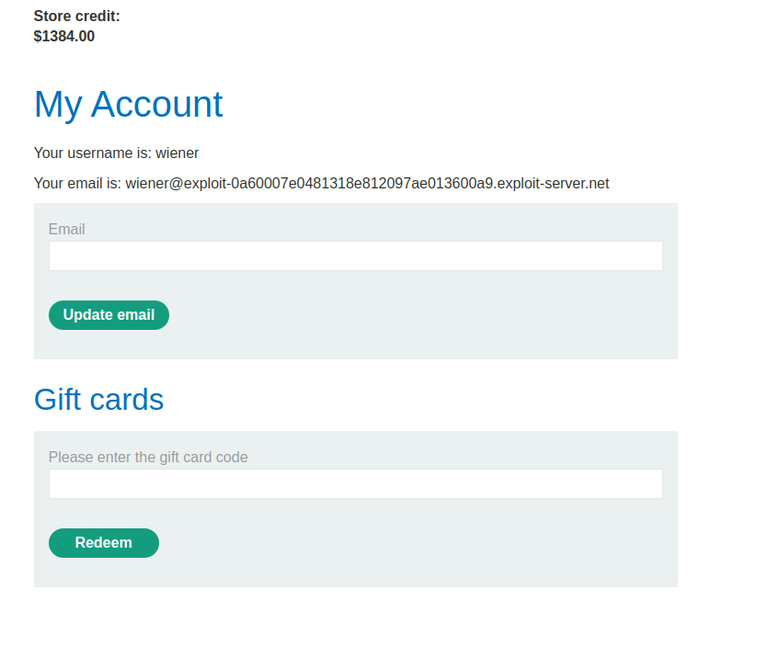 Store credit:
$1384.00
My Account
Your username is: wiener
Your email is: wiener@exploit-0a60007e0481318e812097ae013600a9.exploit-server.net
Email
Update email
Gift cards
Please enter the gift card code
Redeem